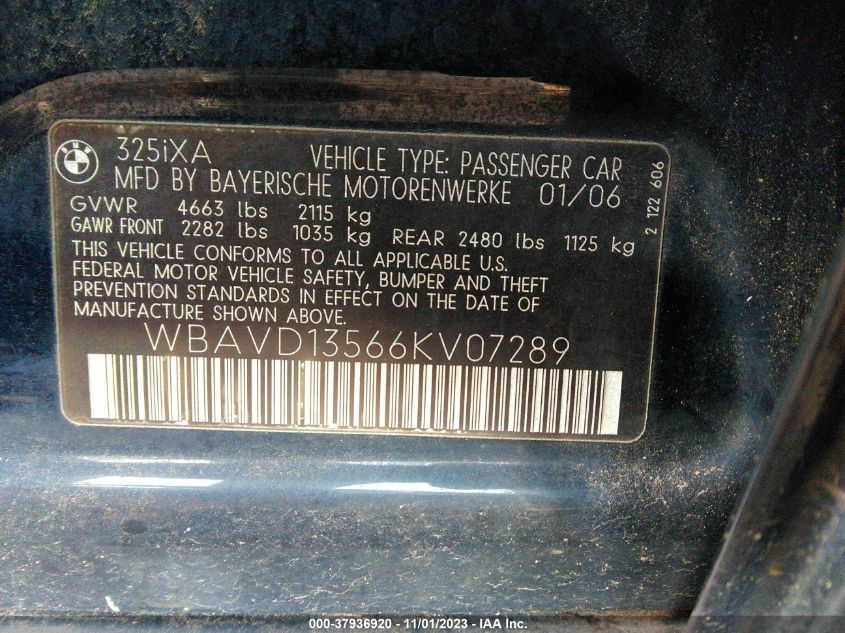 BMW
325iXA VEHICLE TYPE: PASSENGER CAR
MFD BY BAYERISCHE MOTORENWERKE 01/06
GVWR 4663 lbs 2115 kg
GAWR FRONT 2282 lbs 1035 kg REAR 2480 lbs 1125 kg
THIS VEHICLE CONFORMS TO ALL APPLICABLE U.S.
FEDERAL MOTOR VEHICLE SAFETY, BUMPER AND THEFT
PREVENTION STANDARDS IN EFFECT ON THE DATE OF
MANUFACTURE SHOWN ABOVE.
WBAVD13566KV07289
2 122 606
000-37936920 - 11/01/2023 - IAA Inc.